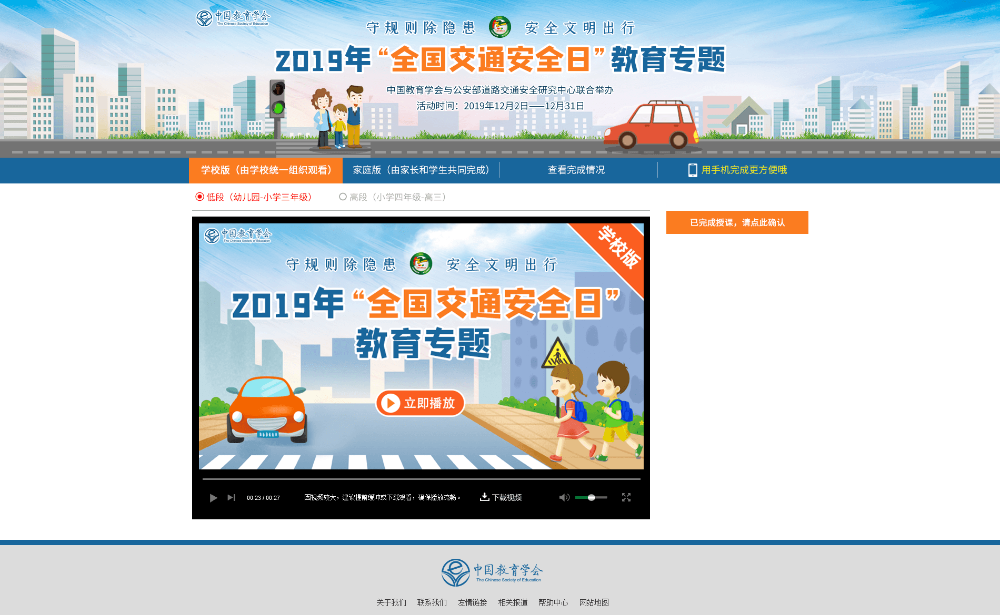 中国教育学会
The Chinese Society of Education
守规则除隐患 安全文明出行
2019年“全国交通安全日”教育专题
中国教育学会与公安部道路交通安全研究中心联合举办
活动时间：2019年12月2日——12月31日
学校版（由学校统一组织观看） 家庭版（由家长和学生共同完成） 查看完成情况 用手机完成更方便哦
低段（幼儿园-小学三年级） 高段（小学四年级-高三）
已完成授课，请点此确认
中国教育学会
The Chinese Society of Education
学校版
守规则除隐患 安全文明出行
2019年“全国交通安全日”
教育专题
立即播放
00:23 / 00:27 因视频较大，建议提前缓冲或下载观看，确保播放流畅。 下载视频
中国教育学会
The Chinese Society of Education
关于我们 联系我们 友情链接 相关报道 帮助中心 网站地图